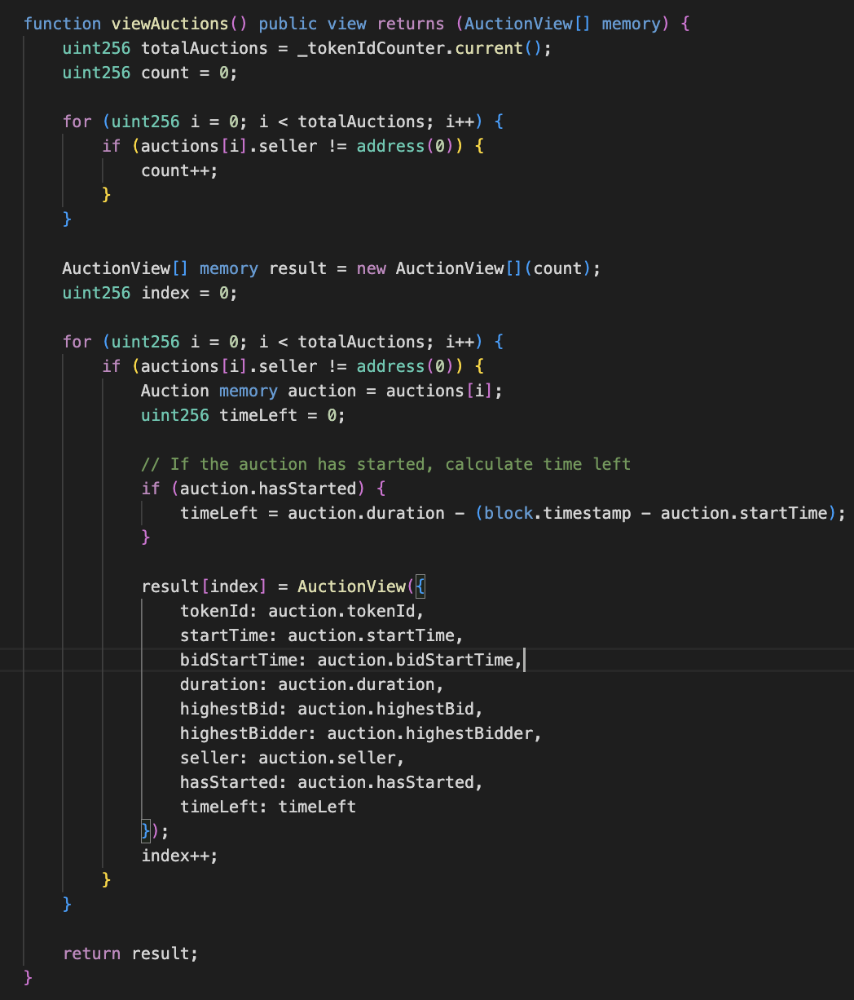 function viewAuctions() public view returns (AuctionView[] memory) {
    uint256 totalAuctions = _tokenIdCounter.current();
    uint256 count = 0;

    for (uint256 i = 0; i < totalAuctions; i++) {
        if (auctions[i].seller != address(0)) {
            count++;
        }
    }

    AuctionView[] memory result = new AuctionView[](count);
    uint256 index = 0;

    for (uint256 i = 0; i < totalAuctions; i++) {
        if (auctions[i].seller != address(0)) {
            Auction memory auction = auctions[i];
            uint256 timeLeft = 0;

            // If the auction has started, calculate time left
            if (auction.hasStarted) {
                timeLeft = auction.duration - (block.timestamp - auction.startTime);
            }

            result[index] = AuctionView({
                tokenId: auction.tokenId,
                startTime: auction.startTime,
                bidStartTime: auction.bidStartTime,
                duration: auction.duration,
                highestBid: auction.highestBid,
                highestBidder: auction.highestBidder,
                seller: auction.seller,
                hasStarted: auction.hasStarted,
                timeLeft: timeLeft
            });
            index++;
        }
    }

    return result;
}